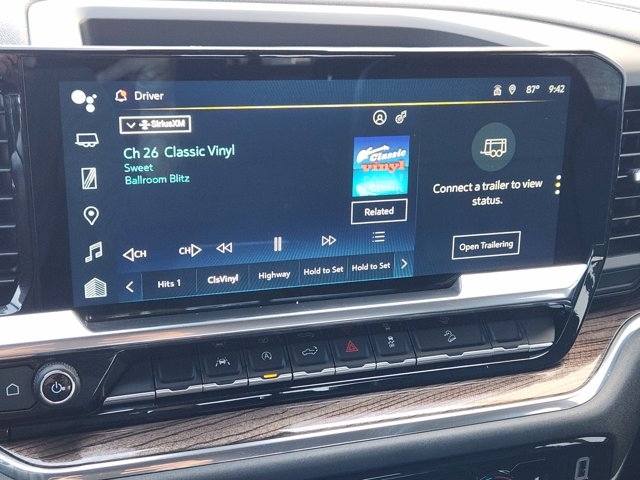 Driver
87° 9:42
SiriusXM
Ch 26 Classic Vinyl
Sweet
Ballroom Blitz
Classic
Vinyl
Related
Connect a trailer to view
status.
Open Trailering
CH CH
Hits 1 ClsVinyl Highway Hold to Set Hold to Set